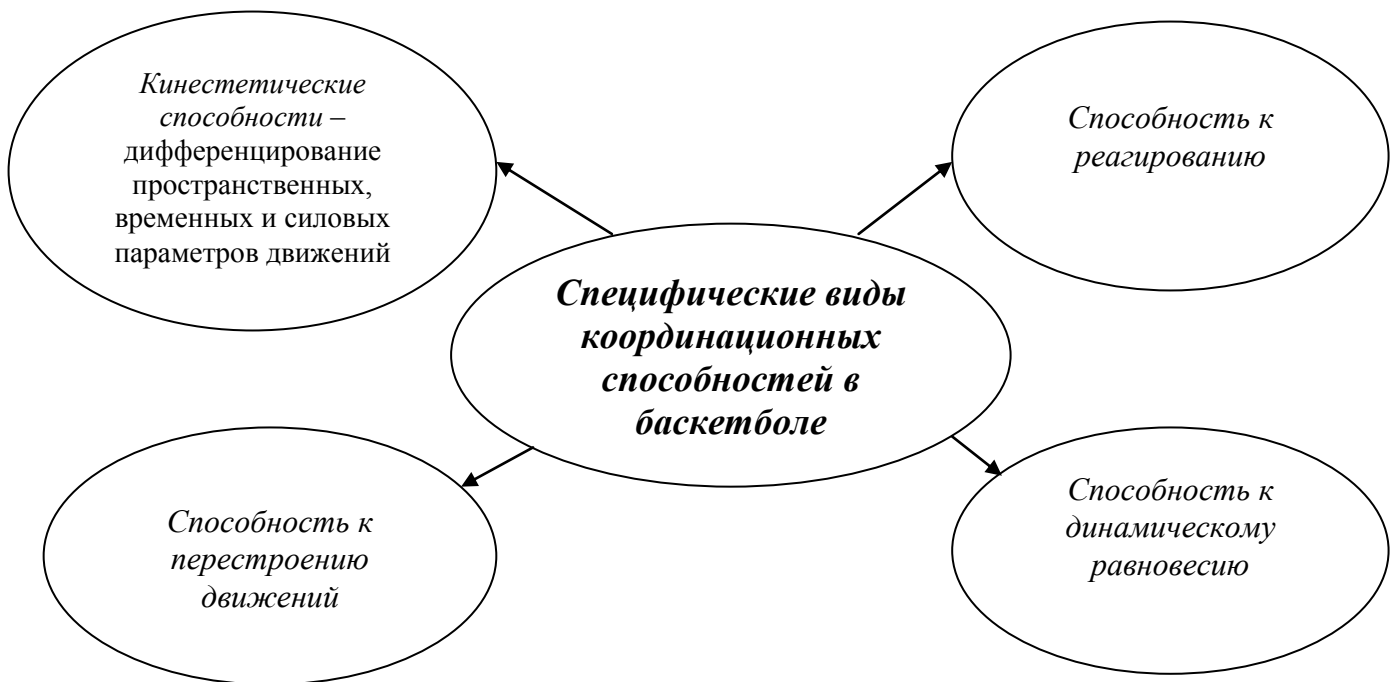 Кинестетические
способности –
дифференцирование
пространственных,
временных и силовых
параметров движений
Способность к
реагированию
Специфические виды
координационных
способностей в
баскетболе
Способность к
перестроению
движений
Способность к
динамическому
равновесию